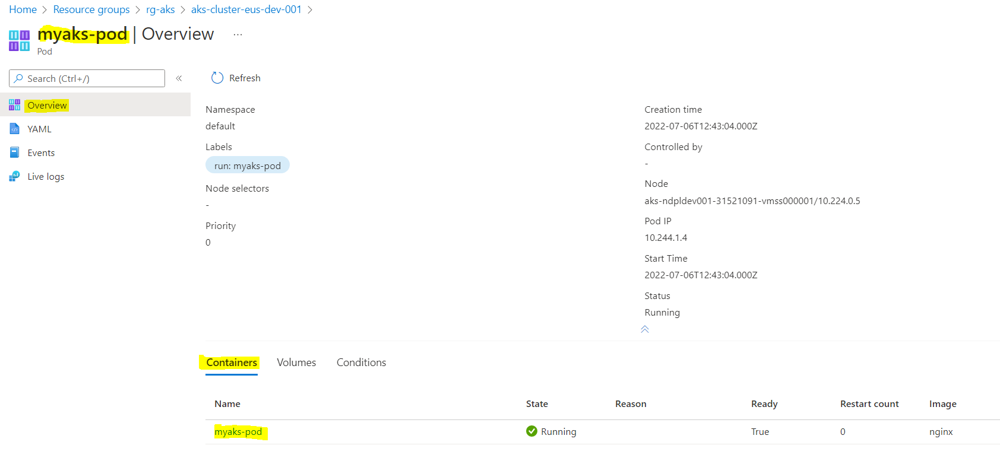 Home > Resource groups > rg-aks > aks-cluster-eus-dev-001 >
myaks-pod | Overview ...
Pod
Search (Ctrl+/) «
Refresh
Overview
YAML
Events
Live logs
Namespace
default
Labels
run: myaks-pod
Node selectors
-
Priority
0
Creation time
2022-07-06T12:43:04.000Z
Controlled by
-
Node
aks-ndpldev001-31521091-vmss000001/10.224.0.5
Pod IP
10.244.1.4
Start Time
2022-07-06T12:43:04.000Z
Status
Running
Containers Volumes Conditions
Name State Reason Ready Restart count Image
myaks-pod Running True 0 nginx